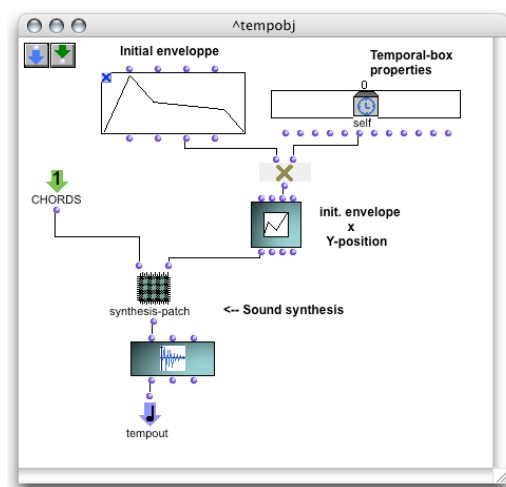 ^tempobj
Initial enveloppe
Temporal-box
properties
0
self
1
CHORDS
init. envelope
x
Y-position
synthesis-patch
<-- Sound synthesis
tempout